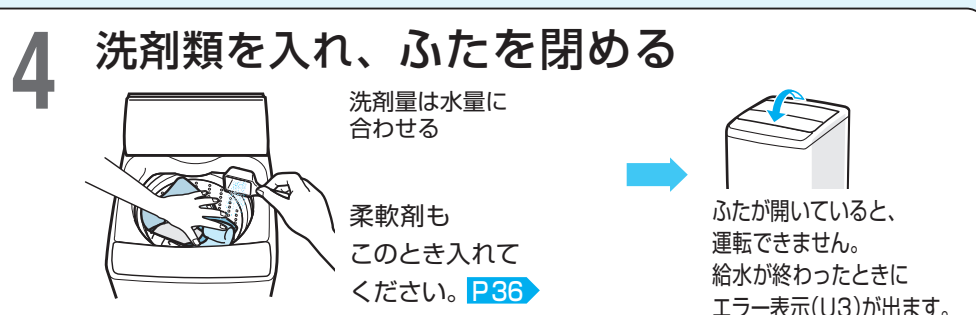 4 洗剤類を入れ、ふたを閉める
洗剤量は水量に
合わせる
柔軟剤も
このとき入れて
ください。P36
ふたが開いていると、
運転できません。
給水が終わったときに
エラー表示(U3)が出ます。